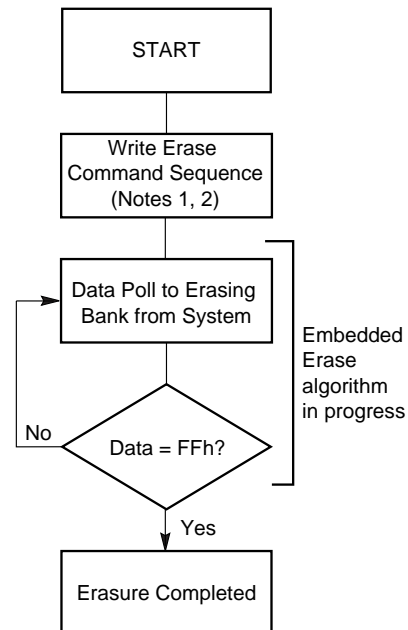 START
Write Erase
Command Sequence
(Notes 1, 2)
Data Poll to Erasing
Bank from System
Embedded
Erase
algorithm
in progress
No
Data = FFh?
Yes
Erasure Completed